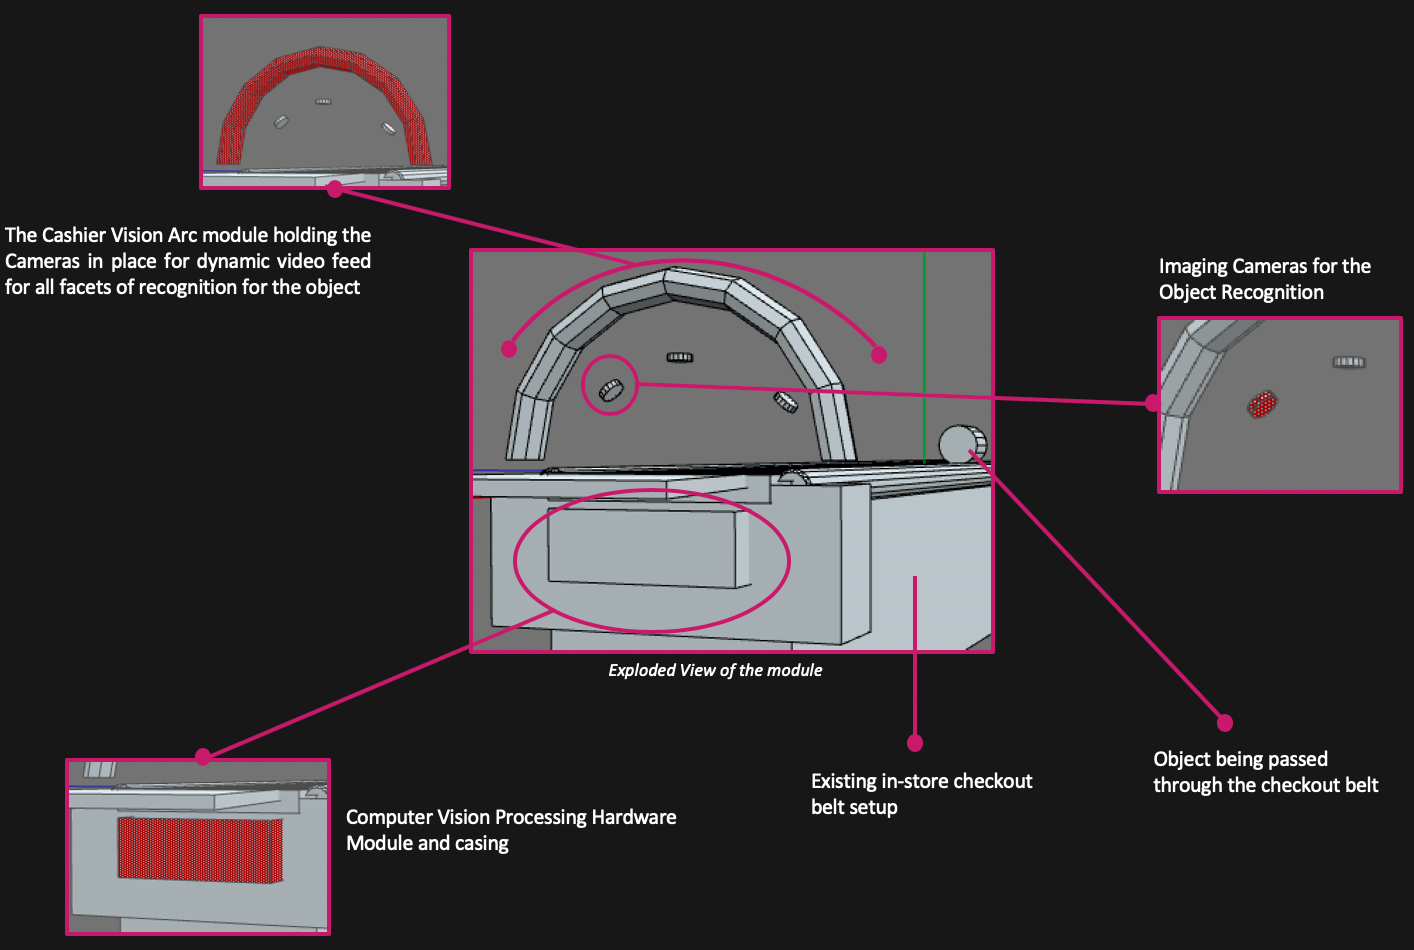 The Cashier Vision Arc module holding the
Cameras in place for dynamic video feed
for all facets of recognition for the object
Imaging Cameras for the
Object Recognition
Exploded View of the module
Existing in-store checkout
belt setup
Object being passed
through the checkout belt
Computer Vision Processing Hardware
Module and casing